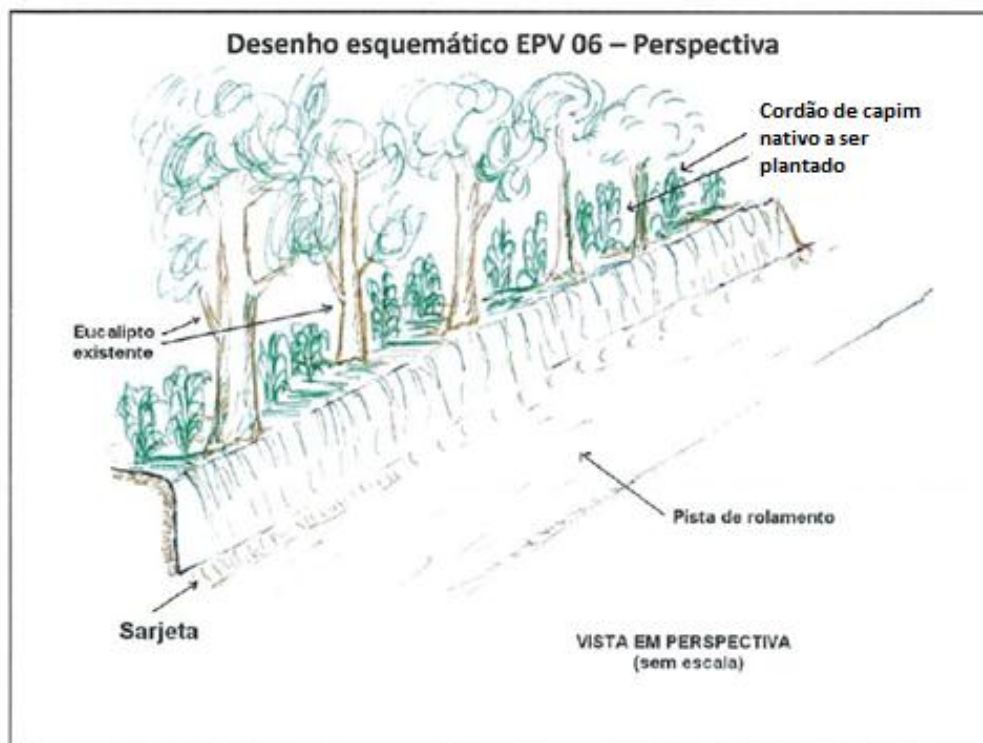 Desenho esquemático EPV 06 – Perspectiva
Cordão de capim
nativo a ser
plantado
Eucalipto
existente
Pista de rolamento
Sarjeta
VISTA EM PERSPECTIVA
(sem escala)